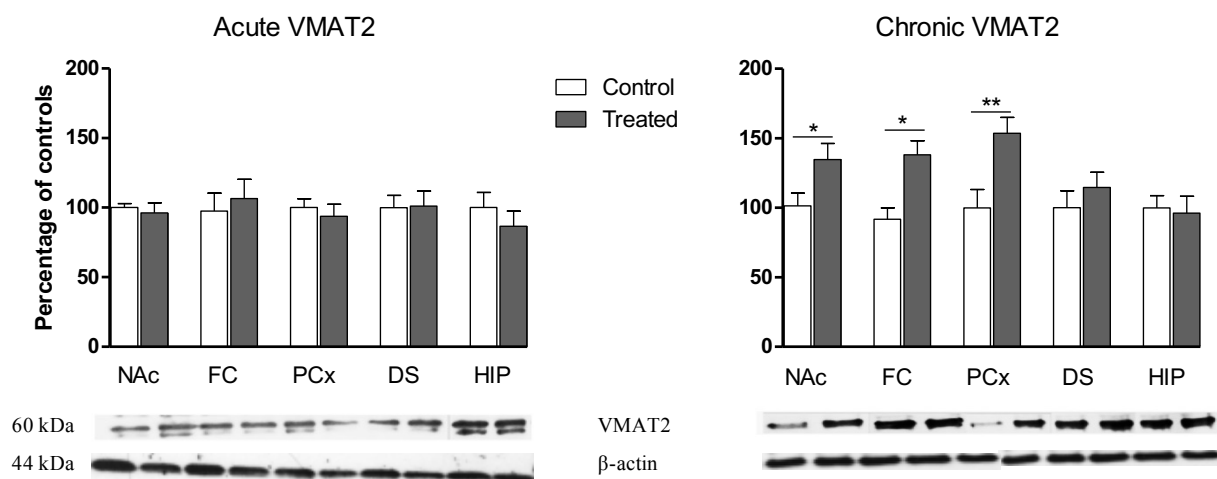 Acute VMAT2
Chronic VMAT2
Percentage of controls
200
150
100
50
0
NAc FC PCx DS HIP
Control
Treated
200
150
100
50
0
* * **
NAc FC PCx DS HIP
60 kDa VMAT2
44 kDa β-actin